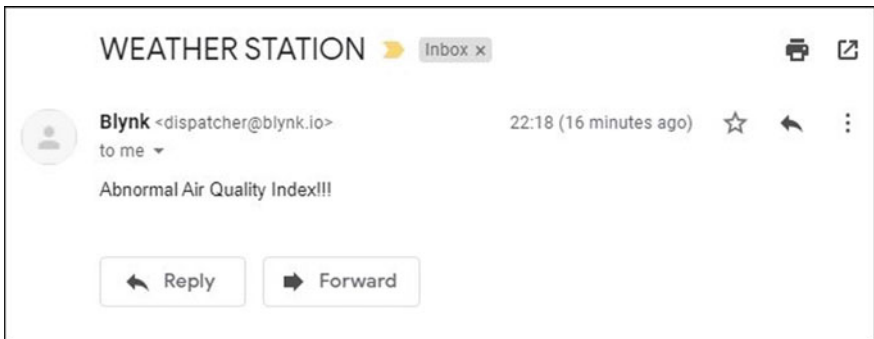 WEATHER STATION Inbox x
Blynk <dispatcher@blynk.io> 22:18 (16 minutes ago)
to me
Abnormal Air Quality Index!!!
Reply Forward